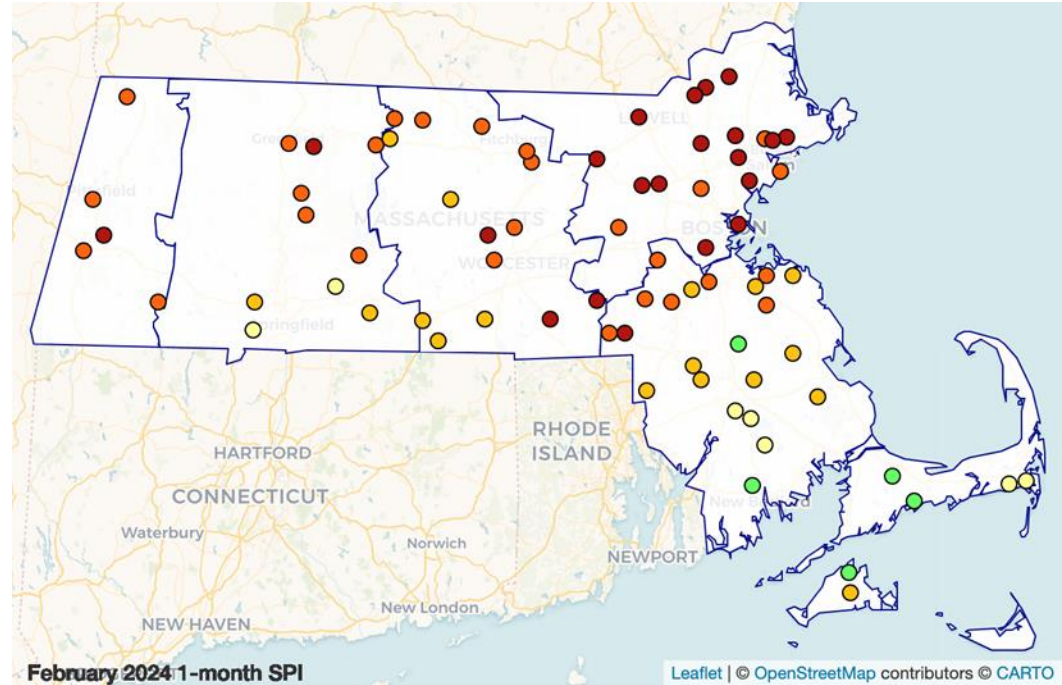 LOWELL
Greenfield
Fitchburg
Salem
Pittsfield
MASSACHUSETTS
BOSTON
WORCESTER
Springfield
RHODE
ISLAND
HARTFORD
CONNECTICUT
New Bedford
Waterbury
Norwich
NEWPORT
New London
NEW HAVEN
February 2024 1-month SPI
Leaflet | © OpenStreetMap contributors © CARTO